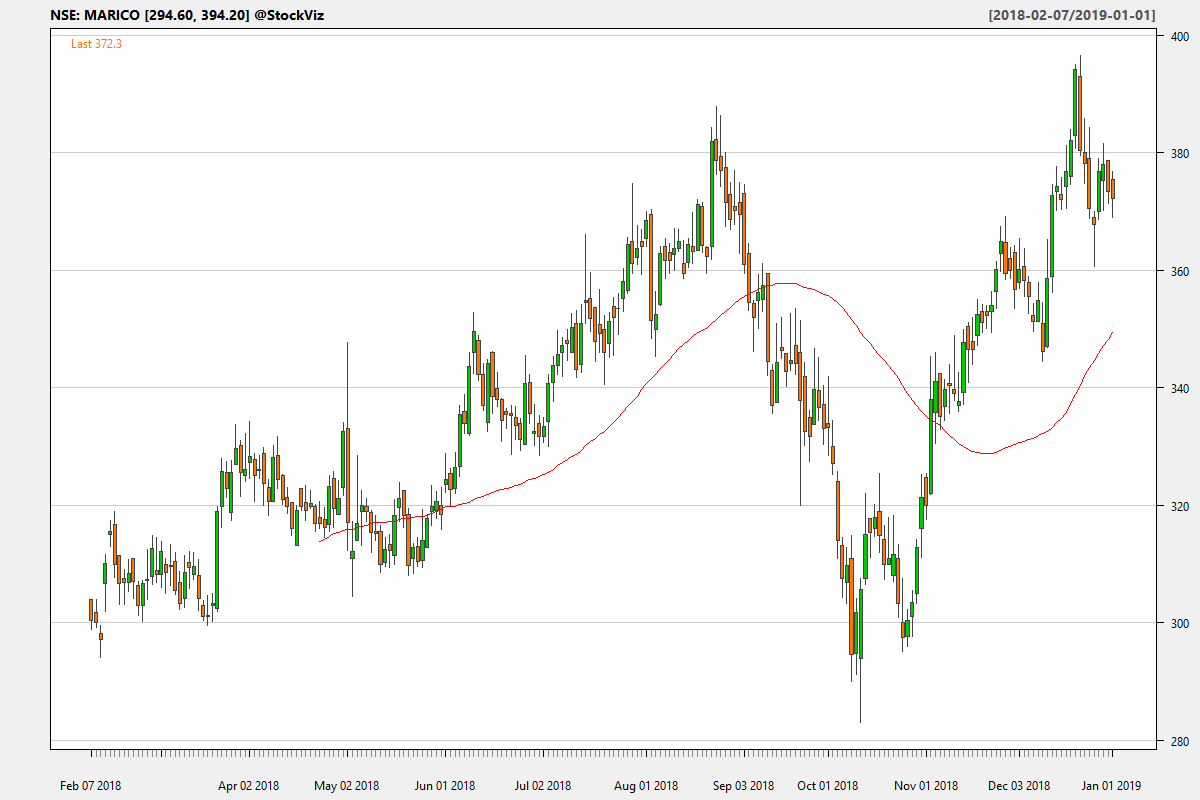 NSE: MARICO [294.60, 394.20] @StockViz
[2018-02-07/2019-01-01]
Last 372.3
400
380
360
340
320
300
280
Feb 07 2018
Apr 02 2018
May 02 2018
Jun 01 2018
Jul 02 2018
Aug 01 2018
Sep 03 2018
Oct 01 2018
Nov 01 2018
Dec 03 2018
Jan 01 2019